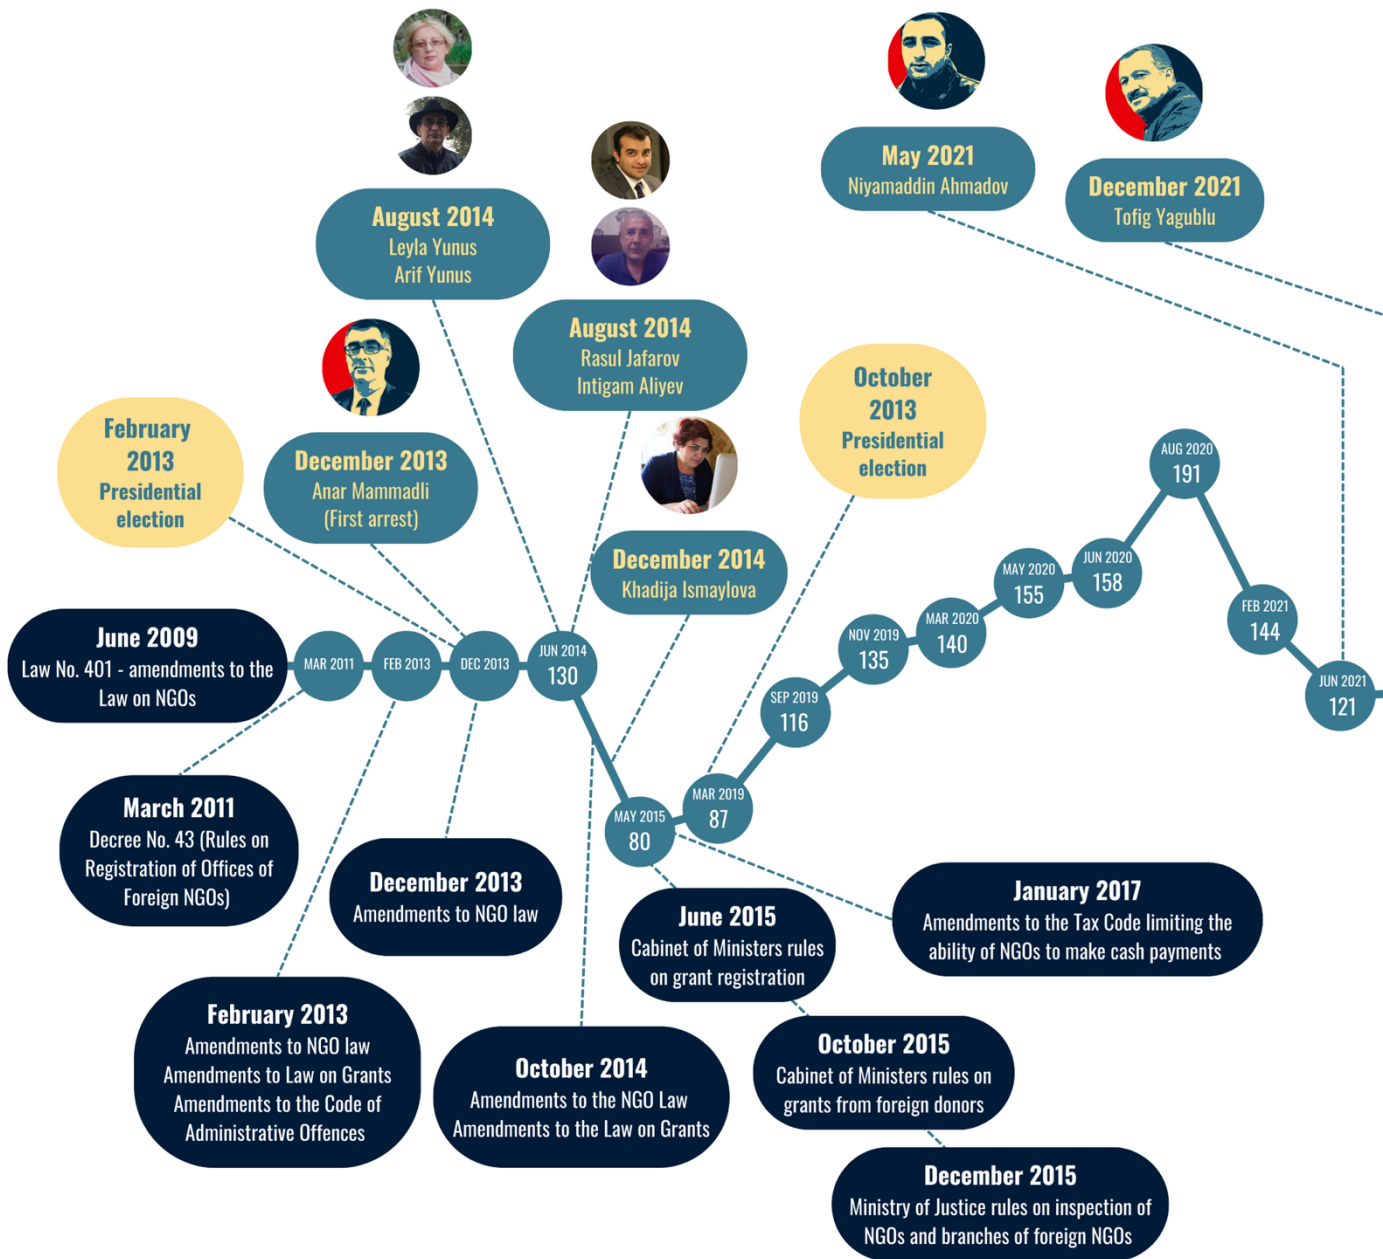 May 2021
Niyamaddin Ahmadov
December 2021
Tofig Yagublu
August 2014
Leyla Yunus
Arif Yunus
August 2014
Rasul Jafarov
Intigam Aliyev
October
2013
Presidential
election
February
2013
Presidential
election
December 2013
Anar Mammadli
(First arrest)
December 2014
Khadija Ismaylova
June 2009
Law No. 401 - amendments to the
Law on NGOs
MAR 2011
FEB 2013
DEC 2013
JUN 2014
130
MAY 2015
80
MAR 2019
87
SEP 2019
116
NOV 2019
135
MAR 2020
140
MAY 2020
155
JUN 2020
158
AUG 2020
191
FEB 2021
144
JUN 2021
121
March 2011
Decree No. 43 (Rules on
Registration of Offices of
Foreign NGOs)
December 2013
Amendments to NGO law
June 2015
Cabinet of Ministers rules
on grant registration
January 2017
Amendments to the Tax Code limiting the
ability of NGOs to make cash payments
February 2013
Amendments to NGO law
Amendments to Law on Grants
Amendments to the Code of
Administrative Offences
October 2014
Amendments to the NGO Law
Amendments to the Law on Grants
October 2015
Cabinet of Ministers rules on
grants from foreign donors
December 2015
Ministry of Justice rules on inspection of
NGOs and branches of foreign NGOs